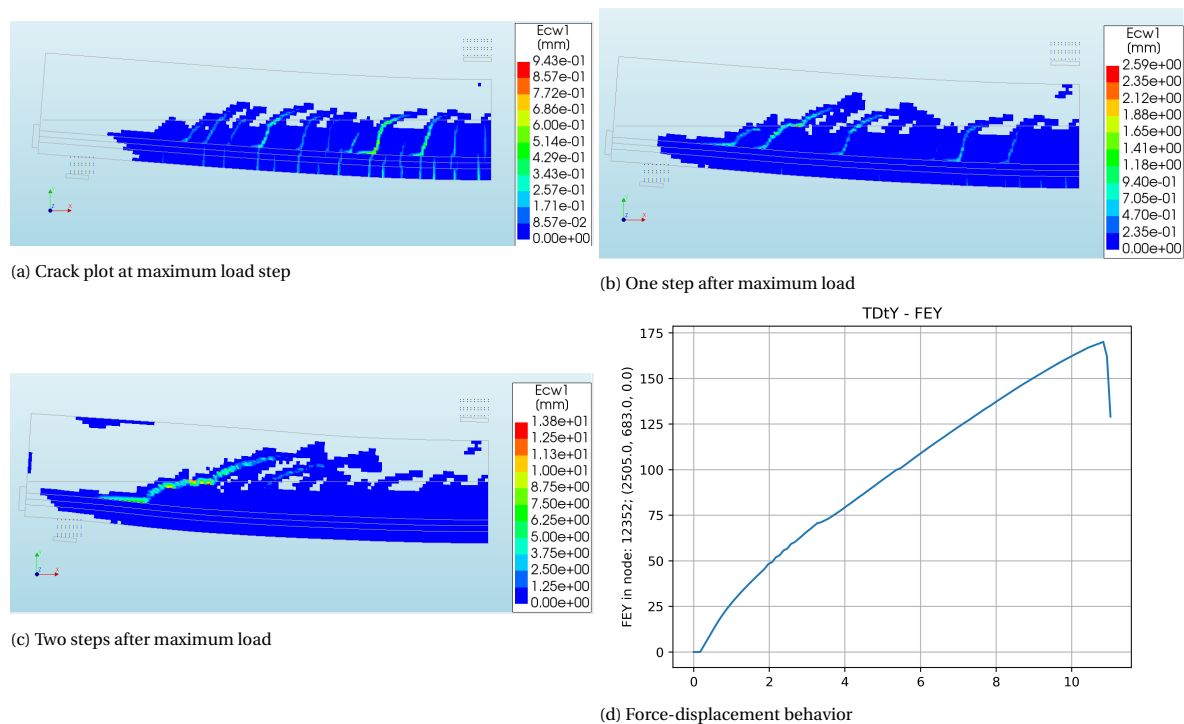 Ecw1
(mm)
9.43e-01
8.57e-01
7.72e-01
6.86e-01
6.00e-01
5.14e-01
4.29e-01
3.43e-01
2.57e-01
1.71e-01
8.57e-02
0.00e+00
Y
Z
X
(a) Crack plot at maximum load step
Ecw1
(mm)
2.59e+00
2.35e+00
2.12e+00
1.88e+00
1.65e+00
1.41e+00
1.18e+00
9.40e-01
7.05e-01
4.70e-01
2.35e-01
0.00e+00
Y
Z
X
(b) One step after maximum load
Ecw1
(mm)
1.38e+01
1.25e+01
1.13e+01
1.00e+01
8.75e+00
7.50e+00
6.25e+00
5.00e+00
3.75e+00
2.50e+00
1.25e+00
0.00e+00
Y
Z
X
(c) Two steps after maximum load
TDtY - FEY
FEY in node: 12352; (2505.0, 683.0, 0.0)
175
150
125
100
75
50
25
0
0 2 4 6 8 10
(d) Force-displacement behavior